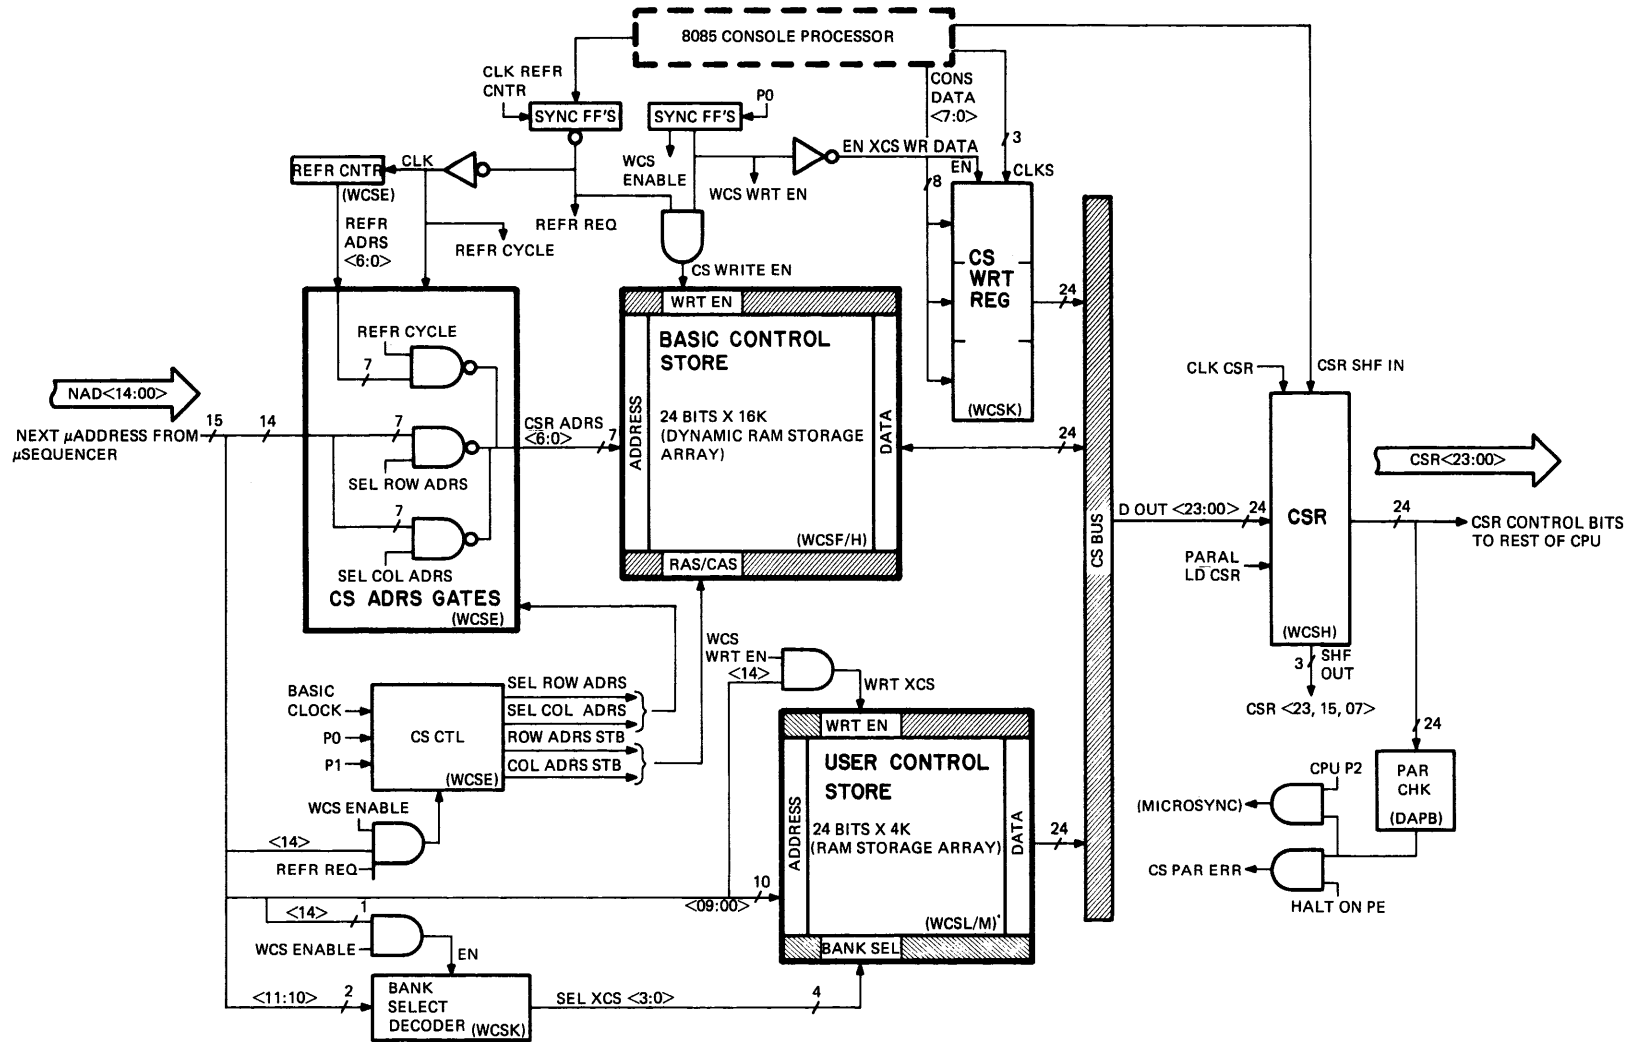 8085 CONSOLE PROCESSOR
CLK REFR
CNTR
SYNC FF'S
SYNC FF'S
P0
CONS
DATA
<7:0>
3
CLK
REFR CNTR
(WCSE)
WCS
ENABLE
WCS WRT EN
EN XCS WR DATA
EN
CLKS
8
REFR
ADRS
<6:0>
REFR CYCLE
REFR REQ
CS WRITE EN
CS
WRT
REG
24
(WCSK)
REFR CYCLE
7
NAD<14:00>
15
14
NEXT μADDRESS FROM
μSEQUENCER
7
SEL ROW ADRS
7
SEL COL ADRS
CS ADRS GATES
(WCSE)
CSR ADRS
<6:0>
7
WRT EN
BASIC CONTROL
STORE
24 BITS X 16K
(DYNAMIC RAM STORAGE
ARRAY)
ADDRESS
DATA
(WCSF/H)
RAS/CAS
24
CS BUS
D OUT <23:00>
24
CLK CSR
CSR SHF IN
CSR
PARAL
LD CSR
(WCSH)
CSR<23:00>
24
CSR CONTROL BITS
TO REST OF CPU
3
SHF
OUT
CSR <23, 15, 07>
24
PAR
CHK
(DAPB)
CPU P2
(MICROSYNC)
CS PAR ERR
HALT ON PE
BASIC
CLOCK
P0
P1
CS CTL
(WCSE)
SEL ROW ADRS
SEL COL ADRS
ROW ADRS STB
COL ADRS STB
WCS
WRT EN
<14>
WRT XCS
WCS ENABLE
<14>
REFR REQ
WRT EN
USER CONTROL
STORE
24 BITS X 4K
(RAM STORAGE ARRAY)
ADDRESS
DATA
(WCSL/M)*
BANK SEL
24
10
<09:00>
<14>
1
WCS ENABLE
EN
<11:10>
2
BANK
SELECT
DECODER
(WCSK)
SEL XCS <3:0>
4